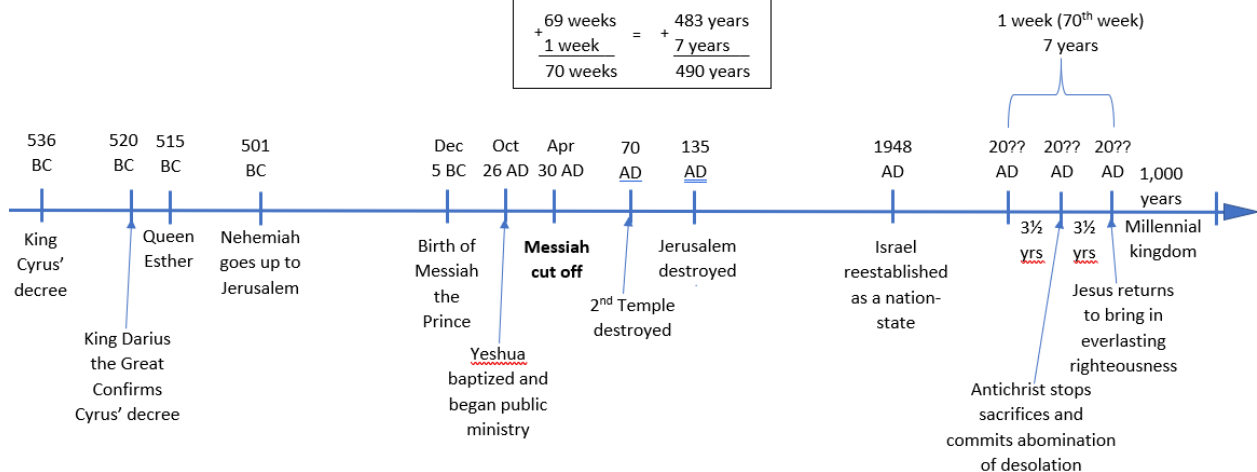 + 69 weeks = + 483 years
1 week 7 years
70 weeks 490 years
1 week (70th week)
7 years
536
BC
520
BC
515
BC
501
BC
Dec
5 BC
Oct
26 AD
Apr
30 AD
70
AD
135
AD
1948
AD
20??
AD
20??
AD
20??
AD
1,000
years
King
Cyrus'
decree
King Darius
the Great
Confirms
Cyrus' decree
Queen
Esther
Nehemiah
goes up to
Jerusalem
Birth of
Messiah
the
Prince
Yeshua
baptized and
began public
ministry
Messiah
cut off
2nd Temple
destroyed
Jerusalem
destroyed
Israel
reestablished
as a nation-
state
3½
yrs
3½
yrs
Millennial
kingdom
Antichrist stops
sacrifices and
commits abomination
of desolation
Jesus returns
to bring in
everlasting
righteousness